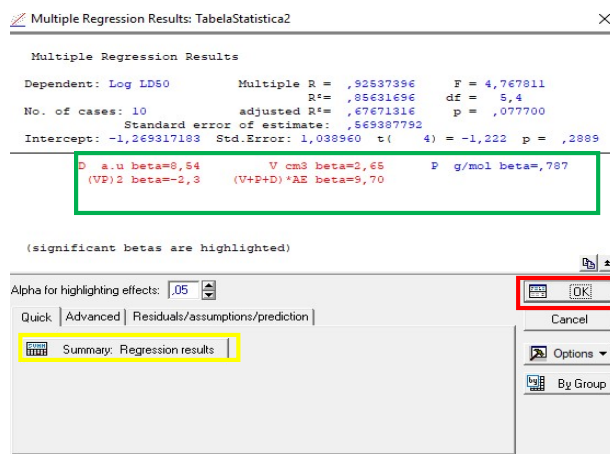 Multiple Regression Results: TabelaStatistica2
Multiple Regression Results
Dependent: Log LD50 Multiple R = ,92537396 F = 4,767811
R²= ,85631696 df = 5,4
No. of cases: 10 adjusted R²= ,67671316 p = ,077700
Standard error of estimate: ,569387792
Intercept: -1,269317183 Std.Error: 1,038960 t( 4) = -1,222 p = ,2889
D a.u beta=8,54 V cm3 beta=2,65 P g/mol beta=,787
(VP)2 beta=-2,3 (V+P+D)*AE beta=9,70
(significant betas are highlighted)
Alpha for highlighting effects: ,05
OK
Quick Advanced Residuals/assumptions/prediction
Cancel
Summary: Regression results
Options
By Group